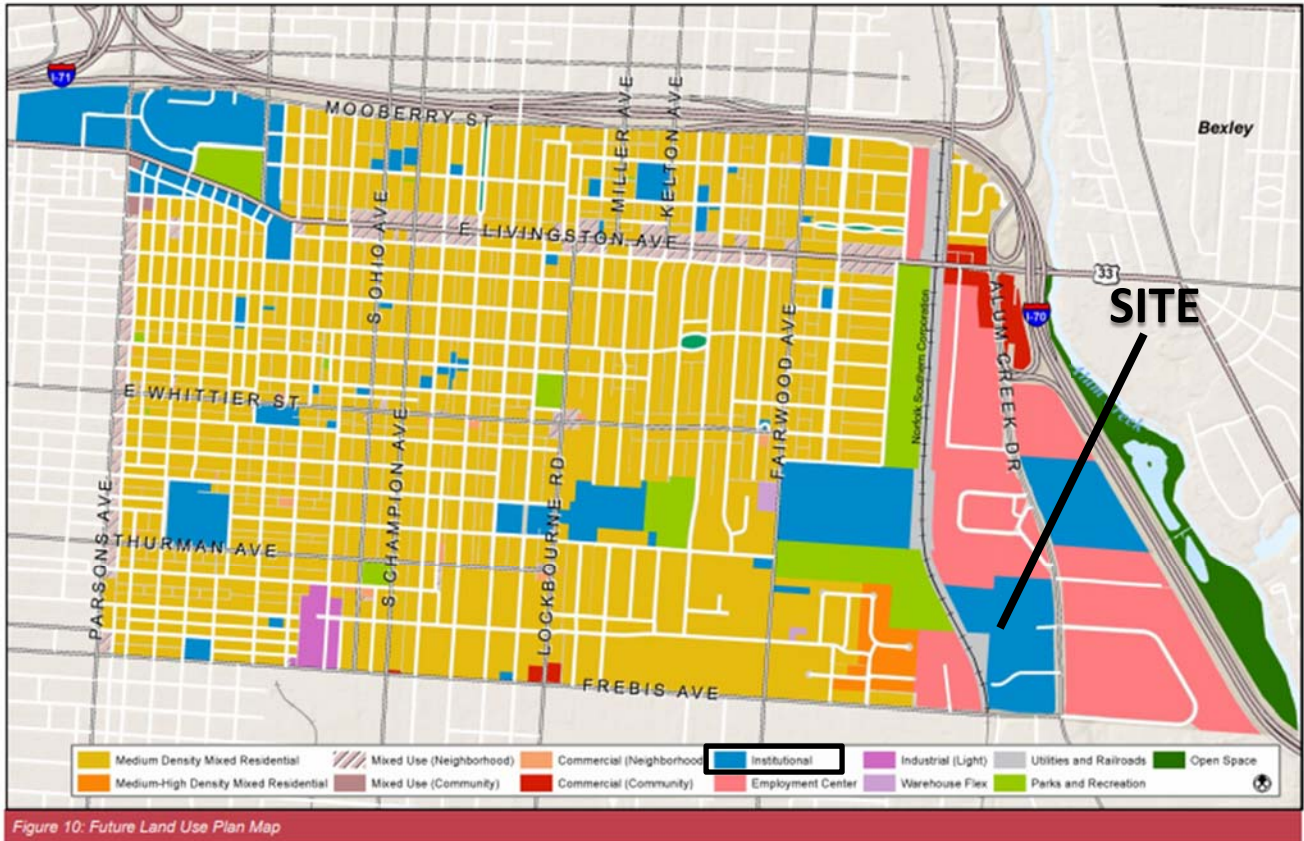 I-71
MOOBERRY ST
MILLER AVE
KELTON AVE
Bexley
S OHIO AVE
E LIVINGSTON AVE
33
SITE
I-70
ALUM CREEK DR
Norfolk Southern Corporation
FAIRWOOD AVE
E WHITTIER ST
S CHAMPION AVE
LOCKBOURNE RD
PARSONS AVE
THURMAN AVE
FREBIS AVE
Medium Density Mixed Residential
Mixed Use (Neighborhood)
Commercial (Neighborhood
Institutional
Industrial (Light)
Utilities and Railroads
Open Space
Medium-High Density Mixed Residential
Mixed Use (Community)
Commercial (Community)
Employment Center
Warehouse Flex
Parks and Recreation
Figure 10: Future Land Use Plan Map